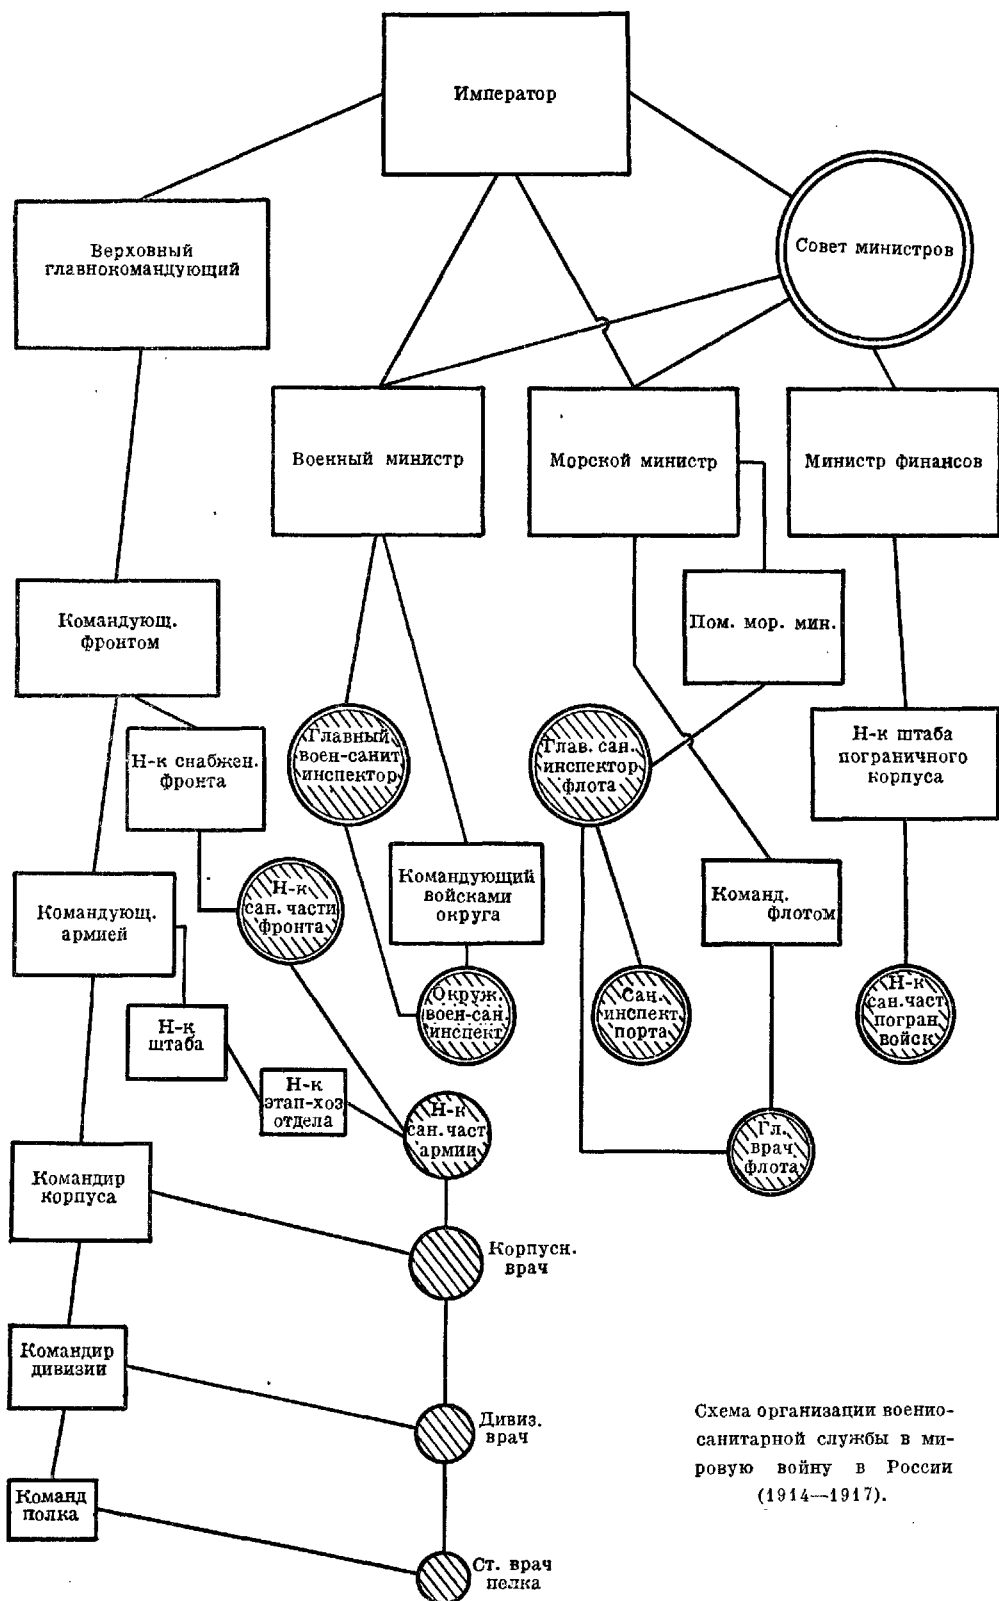 Император
Верховный
главнокомандующий
Совет министров
Военный министр
Морской министр
Министр финансов
Командующ.
фронтом
Пом. мор. мин.
Н-к снабжен.
фронта
Главный
воен-санит
инспектор
Глав. сан.
инспектор
флота
Н-к штаба
пограничного
корпуса
Командующ.
армией
Н-к
сан. части
фронта
Командующий
войсками
округа
Команд.
флотом
Н-к
штаба
Окруж.
воен-сан.
инспект.
Сан.
инспект.
порта
Н-к
сан.част.
погран.
войск
Н-к
этап-хоз
отдела
Н-к
сан.част.
армии
Гл.
врач
флота
Командир
корпуса
Корпусн.
врач
Командир
дивизии
Дивиз.
врач
Команд
полка
Ст. врач
пелка
Схема организации военно-
санитарной службы в ми-
ровую войну в России
(1914—1917).